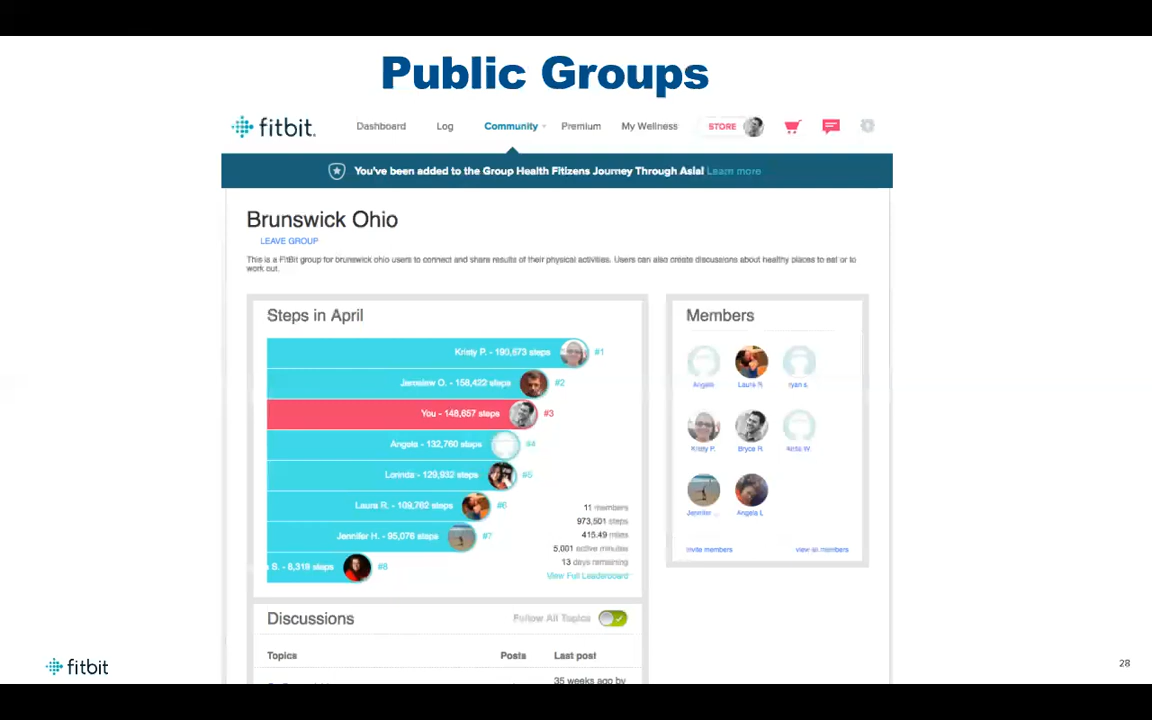 Public Groups
fitbit.
Dashboard Log Community Premium My Wellness STORE
You've been added to the Group Health Fitizens Journey Through Asia! Learn more
Brunswick Ohio
LEAVE GROUP
This is a FitBit group for brunswick ohio users to connect and share results of their physical activities. Users can also create discussions about healthy places to eat or to
work out.
Steps in April
Kristy P. - 190,673 steps #1
Jaroslaw O. - 158,422 steps #2
You - 148,657 steps #3
Angela - 132,760 steps #4
Lorinda - 129,932 steps #5
Laura R. - 109,762 steps #6
Jennifer H. - 95,076 steps #7
S. - 8,319 steps #8
11 members
973,501 steps
415.49 miles
5,001 active minutes
13 days remaining
View Full Leaderboard
Members
Angela Laura R. ryan s.
Kristy P. Bryce R.
Jennifer ... Angela L
Invite members view all members
Discussions Follow All Topics
Topics Posts Last post
35 weeks ago by
fitbit
28